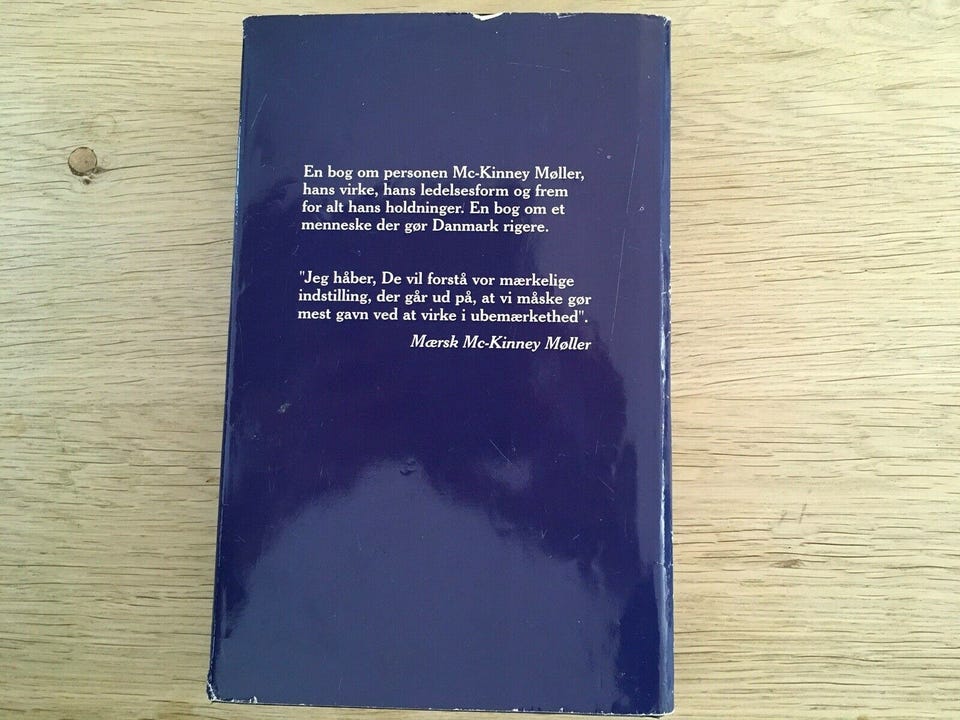 En bog om personen Mc-Kinney Møller,
hans virke, hans ledelsesform og frem
for alt hans holdninger. En bog om et
menneske der gør Danmark rigere.
"Jeg håber, De vil forstå vor mærkelige
indstilling, der går ud på, at vi måske gør
mest gavn ved at virke i ubemærkethed".
Mærsk Mc-Kinney Møller